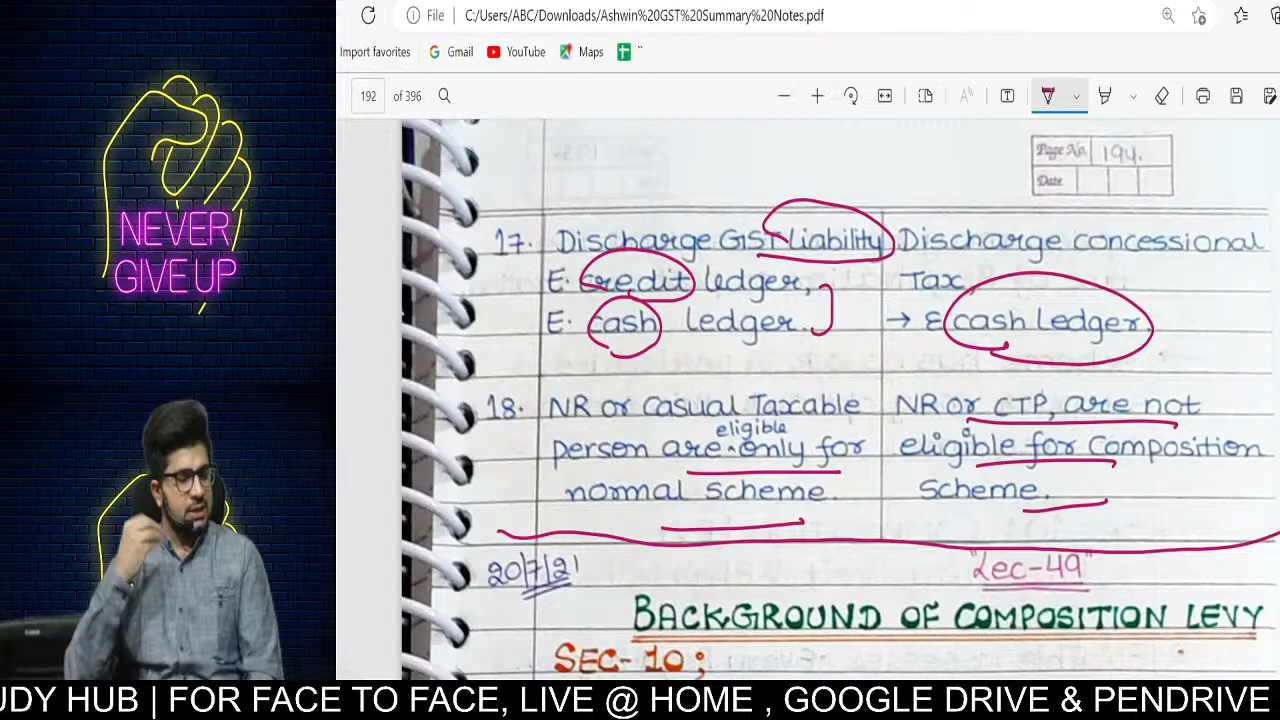 File | C:/Users/ABC/Downloads/Ashwin%20GST%20Summary%20Notes.pdf
Import favorites Gmail YouTube Maps
192 of 396
NEVER
GIVE UP
Page No. 194.
Date
17. Discharge GST liability
E. credit ledger,
E. cash ledger.
Discharge concessional
Tax
→ E cash ledger
18. NR or Casual Taxable
person are eligible only for
normal scheme
NR or CTP, are not
eligible for composition
scheme.
20/7/21
"Lec-49"
BACKGROUND OF COMPOSITION LEVY
SEC-10;
UDY HUB | FOR FACE TO FACE, LIVE @ HOME , GOOGLE DRIVE & PENDRIVE